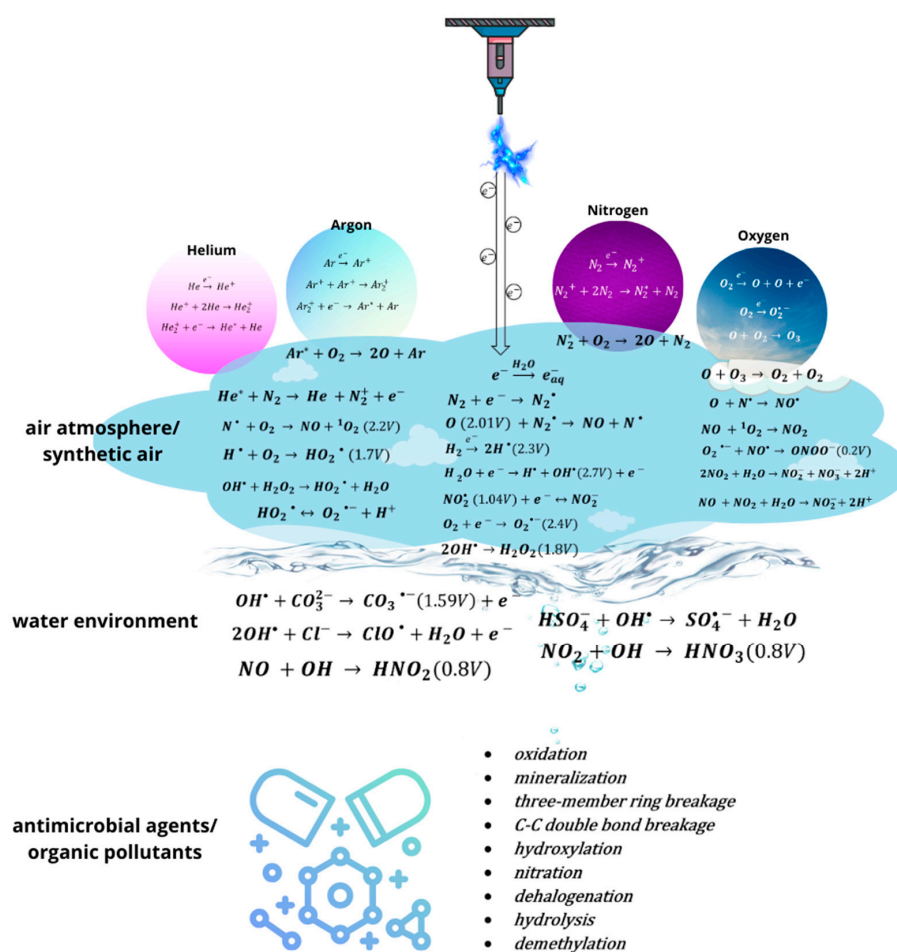 e⁻
e⁻
e⁻
e⁻
Helium
He →(e⁻) He⁺
He⁺ + 2He → He₂⁺
He₂⁺ + e⁻ → He* + He
Argon
Ar →(e⁻) Ar⁺
Ar⁺ + Ar⁺ → Ar₂⁺
Ar₂⁺ + e⁻ → Ar* + Ar
Nitrogen
N₂ →(e⁻) N₂⁺
N₂⁺ + 2N₂ → N₂* + N₂
Oxygen
O₂ →(e⁻) O + O + e⁻
O₂ →(e⁻) O₂•⁻
O + O₂ → O₃
air atmosphere/
synthetic air
Ar* + O₂ → 2O + Ar
He* + N₂ → He + N₂⁺ + e⁻
N• + O₂ → NO + ¹O₂ (2.2V)
H• + O₂ → HO₂• (1.7V)
OH• + H₂O₂ → HO₂• + H₂O
HO₂• ↔ O₂•⁻ + H⁺
N₂* + O₂ → 2O + N₂
e⁻ →(H₂O) e⁻aq
N₂ + e⁻ → N₂•
O (2.01V) + N₂• → NO + N•
H₂ →(e⁻) 2H• (2.3V)
H₂O + e⁻ → H• + OH• (2.7V) + e⁻
NO₂• (1.04V) + e⁻ ↔ NO₂⁻
O₂ + e⁻ → O₂•⁻ (2.4V)
2OH• → H₂O₂ (1.8V)
O + O₃ → O₂ + O₂
O + N• → NO•
NO + ¹O₂ → NO₂
O₂•⁻ + NO• → ONOO⁻ (0.2V)
2NO₂ + H₂O → NO₂⁻ + NO₃⁻ + 2H⁺
NO + NO₂ + H₂O → NO₂⁻ + 2H⁺
water environment
OH• + CO₃²⁻ → CO₃•⁻ (1.59V) + e⁻
2OH• + Cl⁻ → ClO• + H₂O + e⁻
NO + OH → HNO₂ (0.8V)
HSO₄⁻ + OH• → SO₄•⁻ + H₂O
NO₂ + OH → HNO₃ (0.8V)
antimicrobial agents/
organic pollutants
• oxidation
• mineralization
• three-member ring breakage
• C-C double bond breakage
• hydroxylation
• nitration
• dehalogenation
• hydrolysis
• demethylation